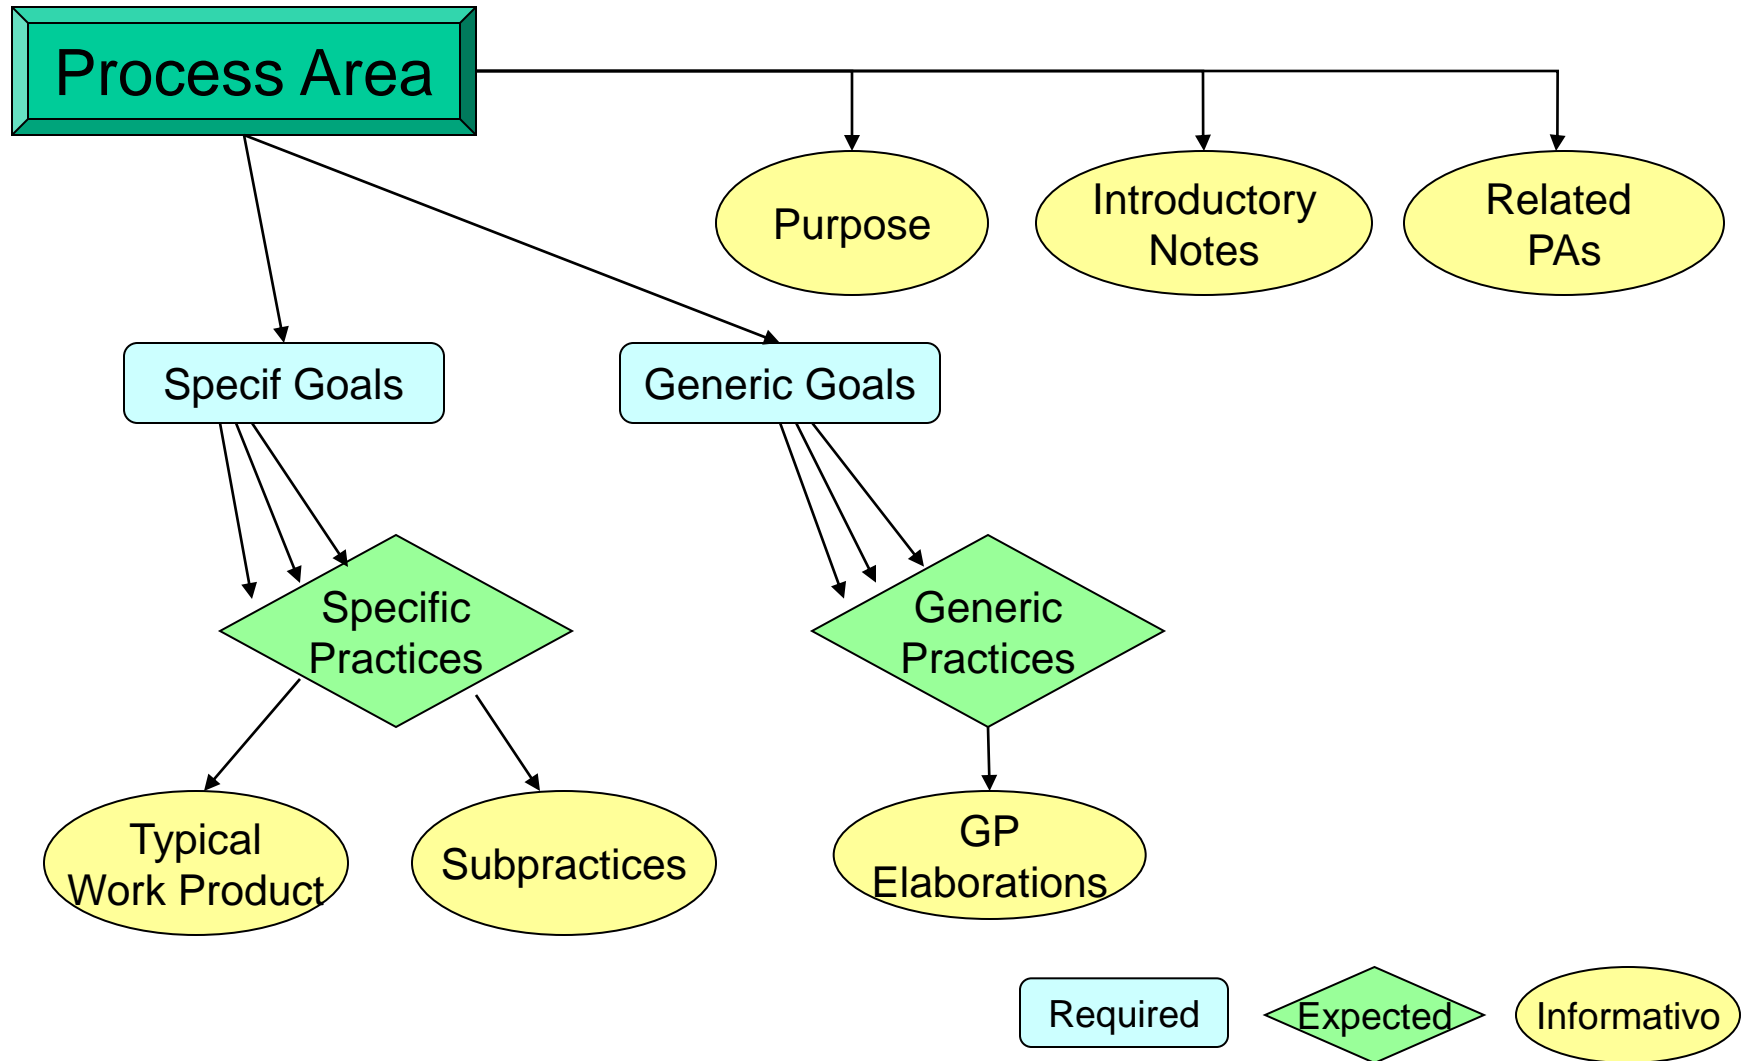 Process Area
Purpose
Introductory
Notes
Related
PAs
Specif Goals
Generic Goals
Specific
Practices
Generic
Practices
Typical
Work Product
Subpractices
GP
Elaborations
Required
Expected
Informativo